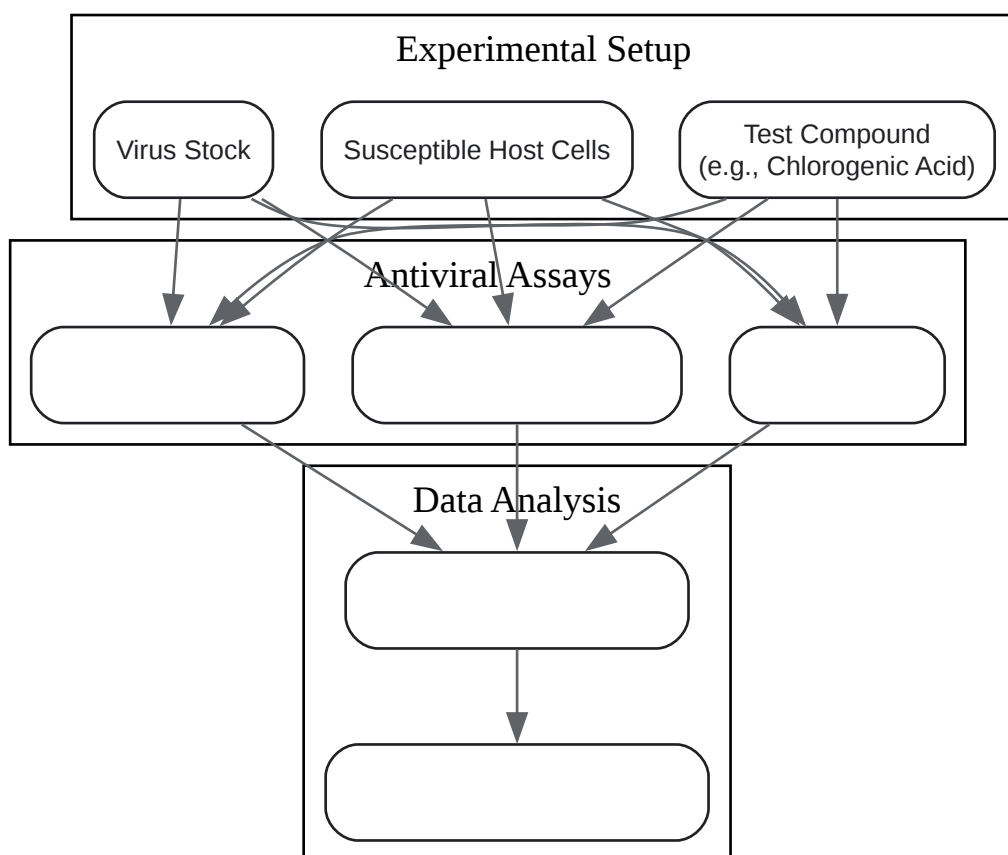 Experimental Setup
Virus Stock
Susceptible Host Cells
Test Compound
(e.g., Chlorogenic Acid)
Antiviral Assays
Data Analysis